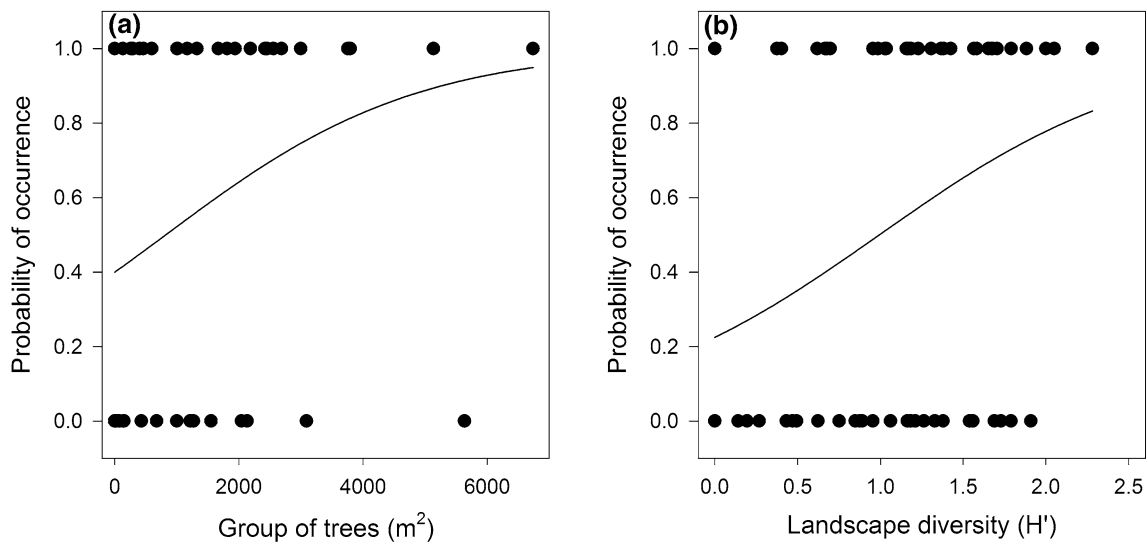 (a)
Probability of occurrence
1.0
0.8
0.6
0.4
0.2
0.0
0 2000 4000 6000
Group of trees (m²)
(b)
Probability of occurrence
1.0
0.8
0.6
0.4
0.2
0.0
0.0 0.5 1.0 1.5 2.0 2.5
Landscape diversity (H')